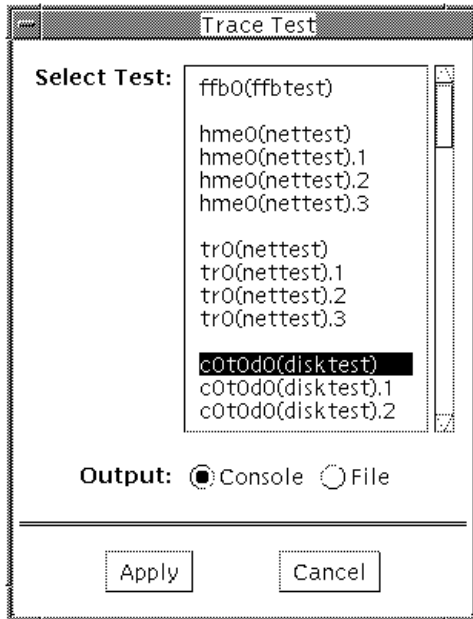 Trace Test
Select Test:
ffb0(ffbtest)
hme0(nettest)
hme0(nettest).1
hme0(nettest).2
hme0(nettest).3
tr0(nettest)
tr0(nettest).1
tr0(nettest).2
tr0(nettest).3
c0t0d0(disktest)
c0t0d0(disktest).1
c0t0d0(disktest).2
Output: Console File
Apply Cancel